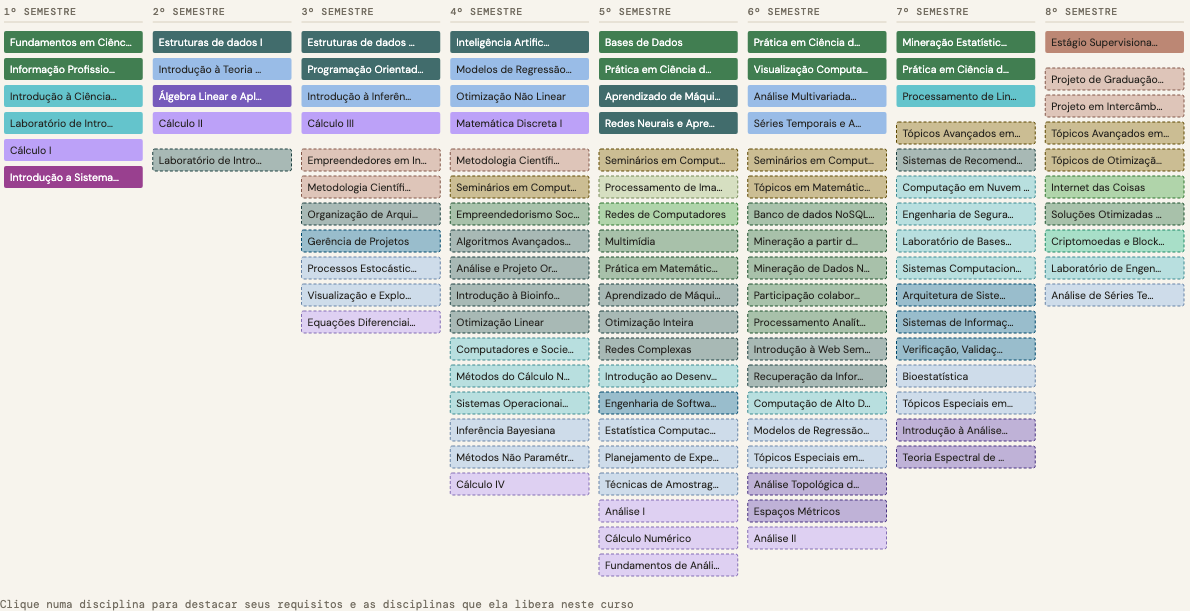 1º SEMESTRE
Fundamentos em Ciênc...
Informação Profissio...
Introdução à Ciência...
Laboratório de Intro...
Cálculo I
Introdução a Sistema...
2º SEMESTRE
Estruturas de dados I
Introdução à Teoria ...
Álgebra Linear e Apl...
Cálculo II
Laboratório de Intro...
3º SEMESTRE
Estruturas de dados ...
Programação Orientad...
Introdução à Inferên...
Cálculo III
Empreendedores em In...
Metodologia Científi...
Organização de Arqui...
Gerência de Projetos
Processos Estocástic...
Visualização e Explo...
Equações Diferenciai...
4º SEMESTRE
Inteligência Artific...
Modelos de Regressão...
Otimização Não Linear
Matemática Discreta I
Metodologia Científi...
Seminários em Comput...
Empreendedorismo Soc...
Algoritmos Avançados...
Análise e Projeto Or...
Introdução à Bioinfo...
Otimização Linear
Computadores e Socie...
Métodos do Cálculo N...
Sistemas Operacionai...
Inferência Bayesiana
Métodos Não Paramétr...
Cálculo IV
5º SEMESTRE
Bases de Dados
Prática em Ciência d...
Aprendizado de Máqui...
Redes Neurais e Apre...
Seminários em Comput...
Processamento de Ima...
Redes de Computadores
Multimídia
Prática em Matemátic...
Aprendizado de Máqui...
Otimização Inteira
Redes Complexas
Introdução ao Desenv...
Engenharia de Softwa...
Estatística Computac...
Planejamento de Expe...
Técnicas de Amostrag...
Análise I
Cálculo Numérico
Fundamentos de Análi...
6º SEMESTRE
Prática em Ciência d...
Visualização Computa...
Análise Multivariada...
Séries Temporais e A...
Seminários em Comput...
Tópicos em Matemátic...
Banco de dados NoSQL...
Mineração a partir d...
Mineração de Dados N...
Participação colabor...
Processamento Analít...
Introdução à Web Sem...
Recuperação da Infor...
Computação de Alto D...
Modelos de Regressão...
Tópicos Especiais em...
Análise Topológica d...
Espaços Métricos
Análise II
7º SEMESTRE
Mineração Estatístic...
Prática em Ciência d...
Processamento de Lin...
Tópicos Avançados em...
Sistemas de Recomend...
Computação em Nuvem ...
Engenharia de Segura...
Laboratório de Bases...
Sistemas Computacion...
Arquitetura de Siste...
Sistemas de Informaç...
Verificação, Validaç...
Bioestatística
Tópicos Especiais em...
Introdução à Análise...
Teoria Espectral de ...
8º SEMESTRE
Estágio Supervisiona...
Projeto de Graduação...
Projeto em Intercâmb...
Tópicos Avançados em...
Tópicos de Otimizaçã...
Internet das Coisas
Soluções Otimizadas ...
Criptomoedas e Block...
Laboratório de Engen...
Análise de Séries Te...
Clique numa disciplina para destacar seus requisitos e as disciplinas que ela libera neste curso